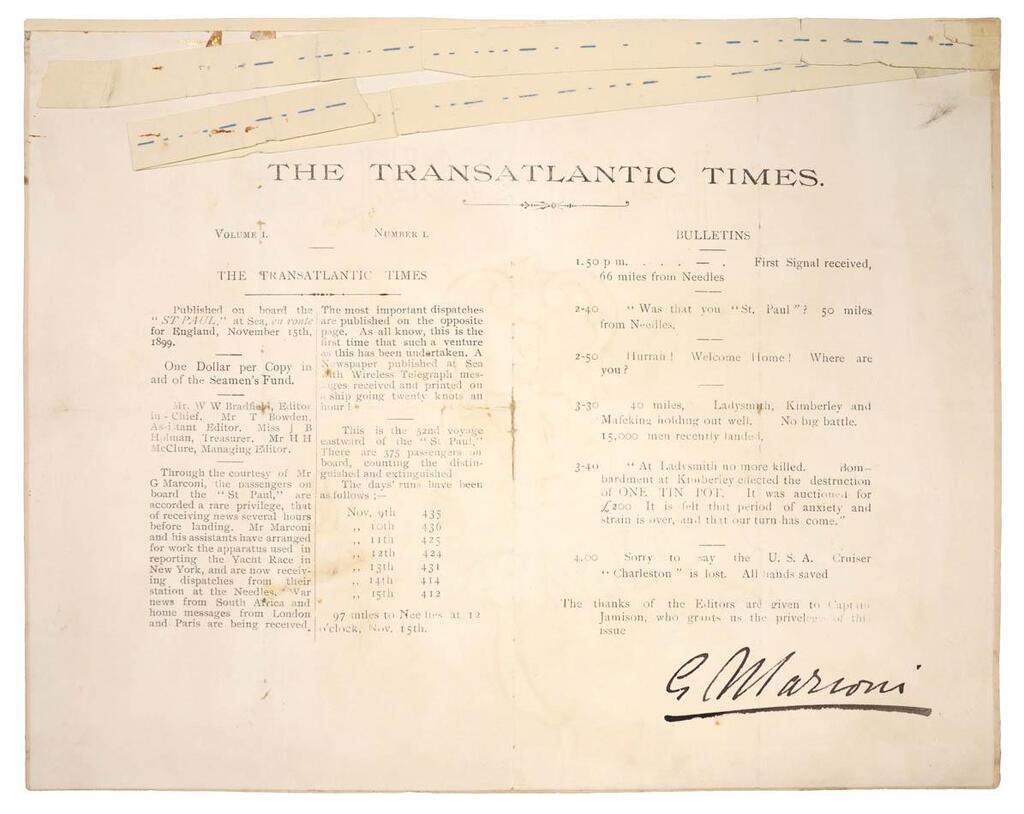 THE TRANSATLANTIC TIMES.
VOLUME I. NUMBER I.
THE TRANSATLANTIC TIMES
Published on board the
"ST PAUL," at Sea, en route
for England, November 15th,
1899.
One Dollar per Copy in
aid of the Seamen's Fund.
Mr. W W Bradfield, Editor
in-Chief. Mr T Bowden,
Assistant Editor. Miss J B
Holman, Treasurer. Mr H H
McClure, Managing Editor.
Through the courtesy of Mr
G Marconi, the passengers on
board the "St Paul," are
accorded a rare privilege, that
of receiving news several hours
before landing. Mr Marconi
and his assistants have arranged
for work the apparatus used in
reporting the Yacht Race in
New York, and are now receiv-
ing dispatches from their
station at the Needles. War
news from South Africa and
home messages from London
and Paris are being received.
The most important dispatches
are published on the opposite
page. As all know, this is the
first time that such a venture
as this has been undertaken. A
Newspaper published at Sea
with Wireless Telegraph mes-
sages received and printed on
a ship going twenty knots an
hour!
This is the 52nd voyage
eastward of the "St Paul."
There are 375 passengers on
board, counting the distin-
guished and extinguished
The days' runs have been
as follows ;—
Nov. 9th 435
,, 10th 436
,, 11th 425
,, 12th 424
,, 13th 431
,, 14th 414
,, 15th 412
97 miles to Needles at 12
o'clock, Nov. 15th.
BULLETINS
1.50 p m. . . . — . . First Signal received,
66 miles from Needles
2-40 "Was that you "St. Paul"? 50 miles
from Needles.
2-50 Hurrah! Welcome Home! Where are
you?
3-30 40 miles, Ladysmith, Kimberley and
Mafeking holding out well. No big battle.
15,000 men recently landed.
3-40 "At Ladysmith no more killed. Bom-
bardment at Kimberley effected the destruction
of ONE TIN POT. It was auctioned for
£200 It is felt that period of anxiety and
strain is over, and that our turn has come."
4.00 Sorry to say the U. S. A. Cruiser
"Charleston" is lost. All hands saved
The thanks of the Editors are given to Captain
Jamison, who grants us the privelege of this
issue
G Marconi